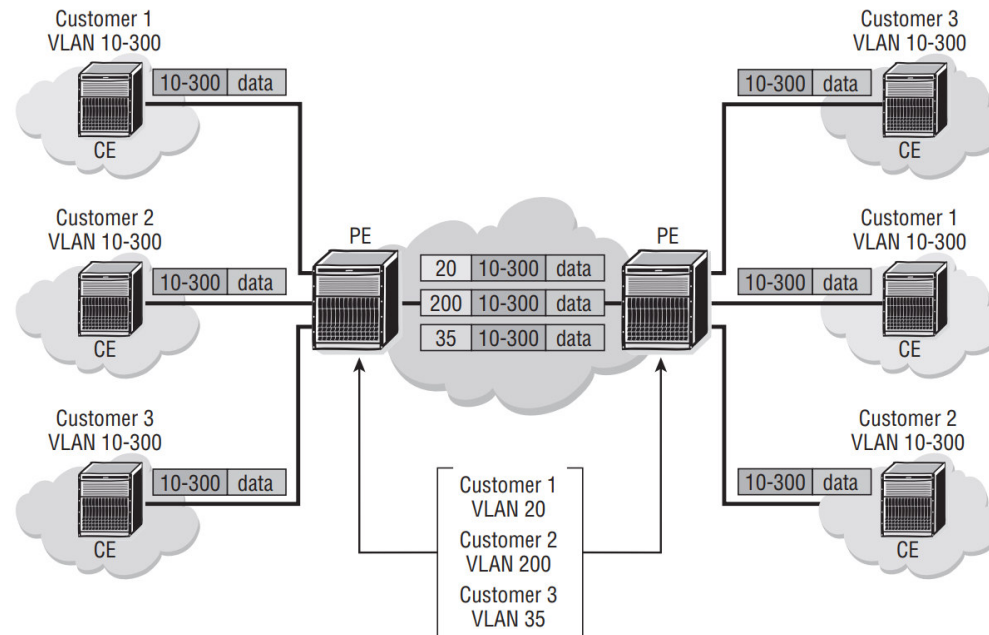 Customer 1
VLAN 10-300
10-300 data
CE
Customer 2
VLAN 10-300
10-300 data
CE
Customer 3
VLAN 10-300
10-300 data
CE
PE
20 10-300 data
200 10-300 data
35 10-300 data
PE
Customer 1
VLAN 20
Customer 2
VLAN 200
Customer 3
VLAN 35
Customer 3
VLAN 10-300
10-300 data
CE
Customer 1
VLAN 10-300
10-300 data
CE
Customer 2
VLAN 10-300
10-300 data
CE